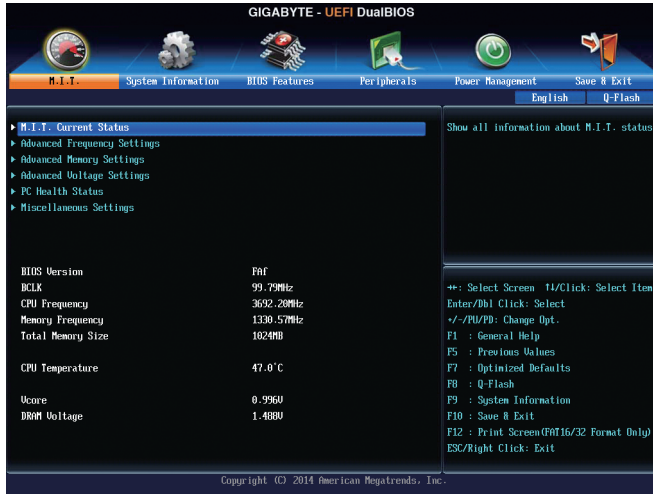 GIGABYTE - UEFI DualBIOS
M.I.T.
System Information
BIOS Features
Peripherals
Power Management
Save & Exit
English
Q-Flash
M.I.T. Current Status
Advanced Frequency Settings
Advanced Memory Settings
Advanced Voltage Settings
PC Health Status
Miscellaneous Settings
BIOS Version FAf
BCLK 99.79MHz
CPU Frequency 3692.20MHz
Memory Frequency 1330.57MHz
Total Memory Size 1024MB
CPU Temperature 47.0°C
Vcore 0.996V
DRAM Voltage 1.488V
Show all information about M.I.T. status
↔: Select Screen ↑↓/Click: Select Item
Enter/Dbl Click: Select
+/-/PU/PD: Change Opt.
F1 : General Help
F5 : Previous Values
F7 : Optimized Defaults
F8 : Q-Flash
F9 : System Information
F10 : Save & Exit
F12 : Print Screen(FAT16/32 Format Only)
ESC/Right Click: Exit
Copyright (C) 2014 American Megatrends, Inc.